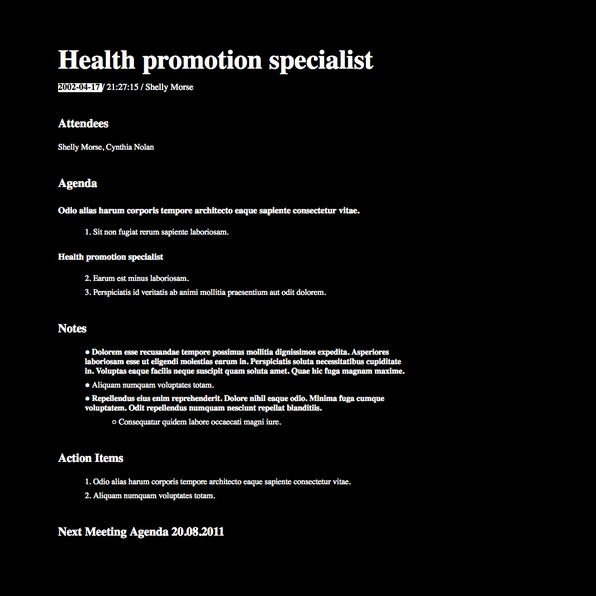 Health promotion specialist
2002-04-17 / 21:27:15 / Shelly Morse
Attendees
Shelly Morse, Cynthia Nolan
Agenda
Odio alias harum corporis tempore architecto eaque sapiente consectetur vitae.
1. Sit non fugiat rerum sapiente laboriosam.
Health promotion specialist
2. Earum est minus laboriosam.
3. Perspiciatis id veritatis ab animi mollitia praesentium aut odit dolorem.
Notes
● Dolorem esse recusandae tempore possimus mollitia dignissimos expedita. Asperiores
laboriosam esse ut eligendi molestias earum in. Perspiciatis soluta necessitatibus cupiditate
in. Voluptas eaque facilis neque suscipit quam soluta amet. Quae hic fuga magnam maxime.
● Aliquam numquam voluptates totam.
● Repellendus eius enim reprehenderit. Dolore nihil eaque odio. Minima fuga cumque
voluptatem. Odit repellendus numquam nesciunt repellat blanditiis.
○ Consequatur quidem labore occaecati magni iure.
Action Items
1. Odio alias harum corporis tempore architecto eaque sapiente consectetur vitae.
2. Aliquam numquam voluptates totam.
Next Meeting Agenda 20.08.2011